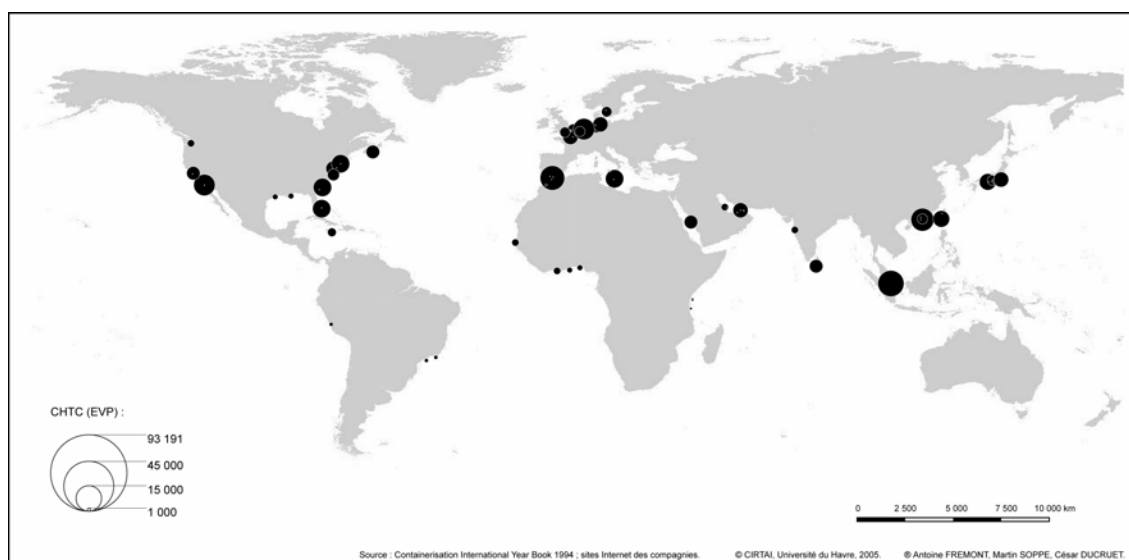 CHTC (EVP) :
93 191
45 000
15 000
1 000
0 2 500 5 000 7 500 10 000 km
Source : Containerisation International Year Book 1994 ; sites Internet des compagnies. © CIRTAI, Université du Havre, 2005. ® Antoine FREMONT, Martin SOPPE, César DUCRUET.